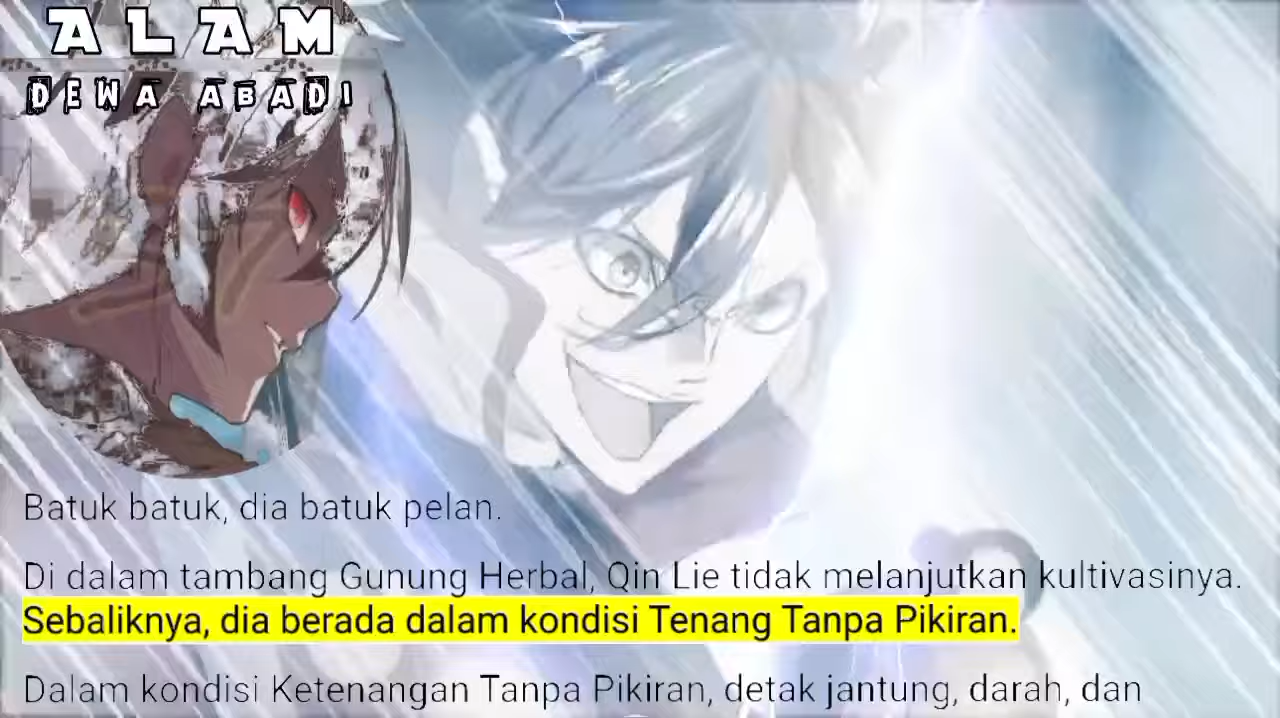 ALAM
DEWA ABADI
Batuk batuk, dia batuk pelan.
Di dalam tambang Gunung Herbal, Qin Lie tidak melanjutkan kultivasinya.
Sebaliknya, dia berada dalam kondisi Tenang Tanpa Pikiran.
Dalam kondisi Ketenangan Tanpa Pikiran, detak jantung, darah, dan